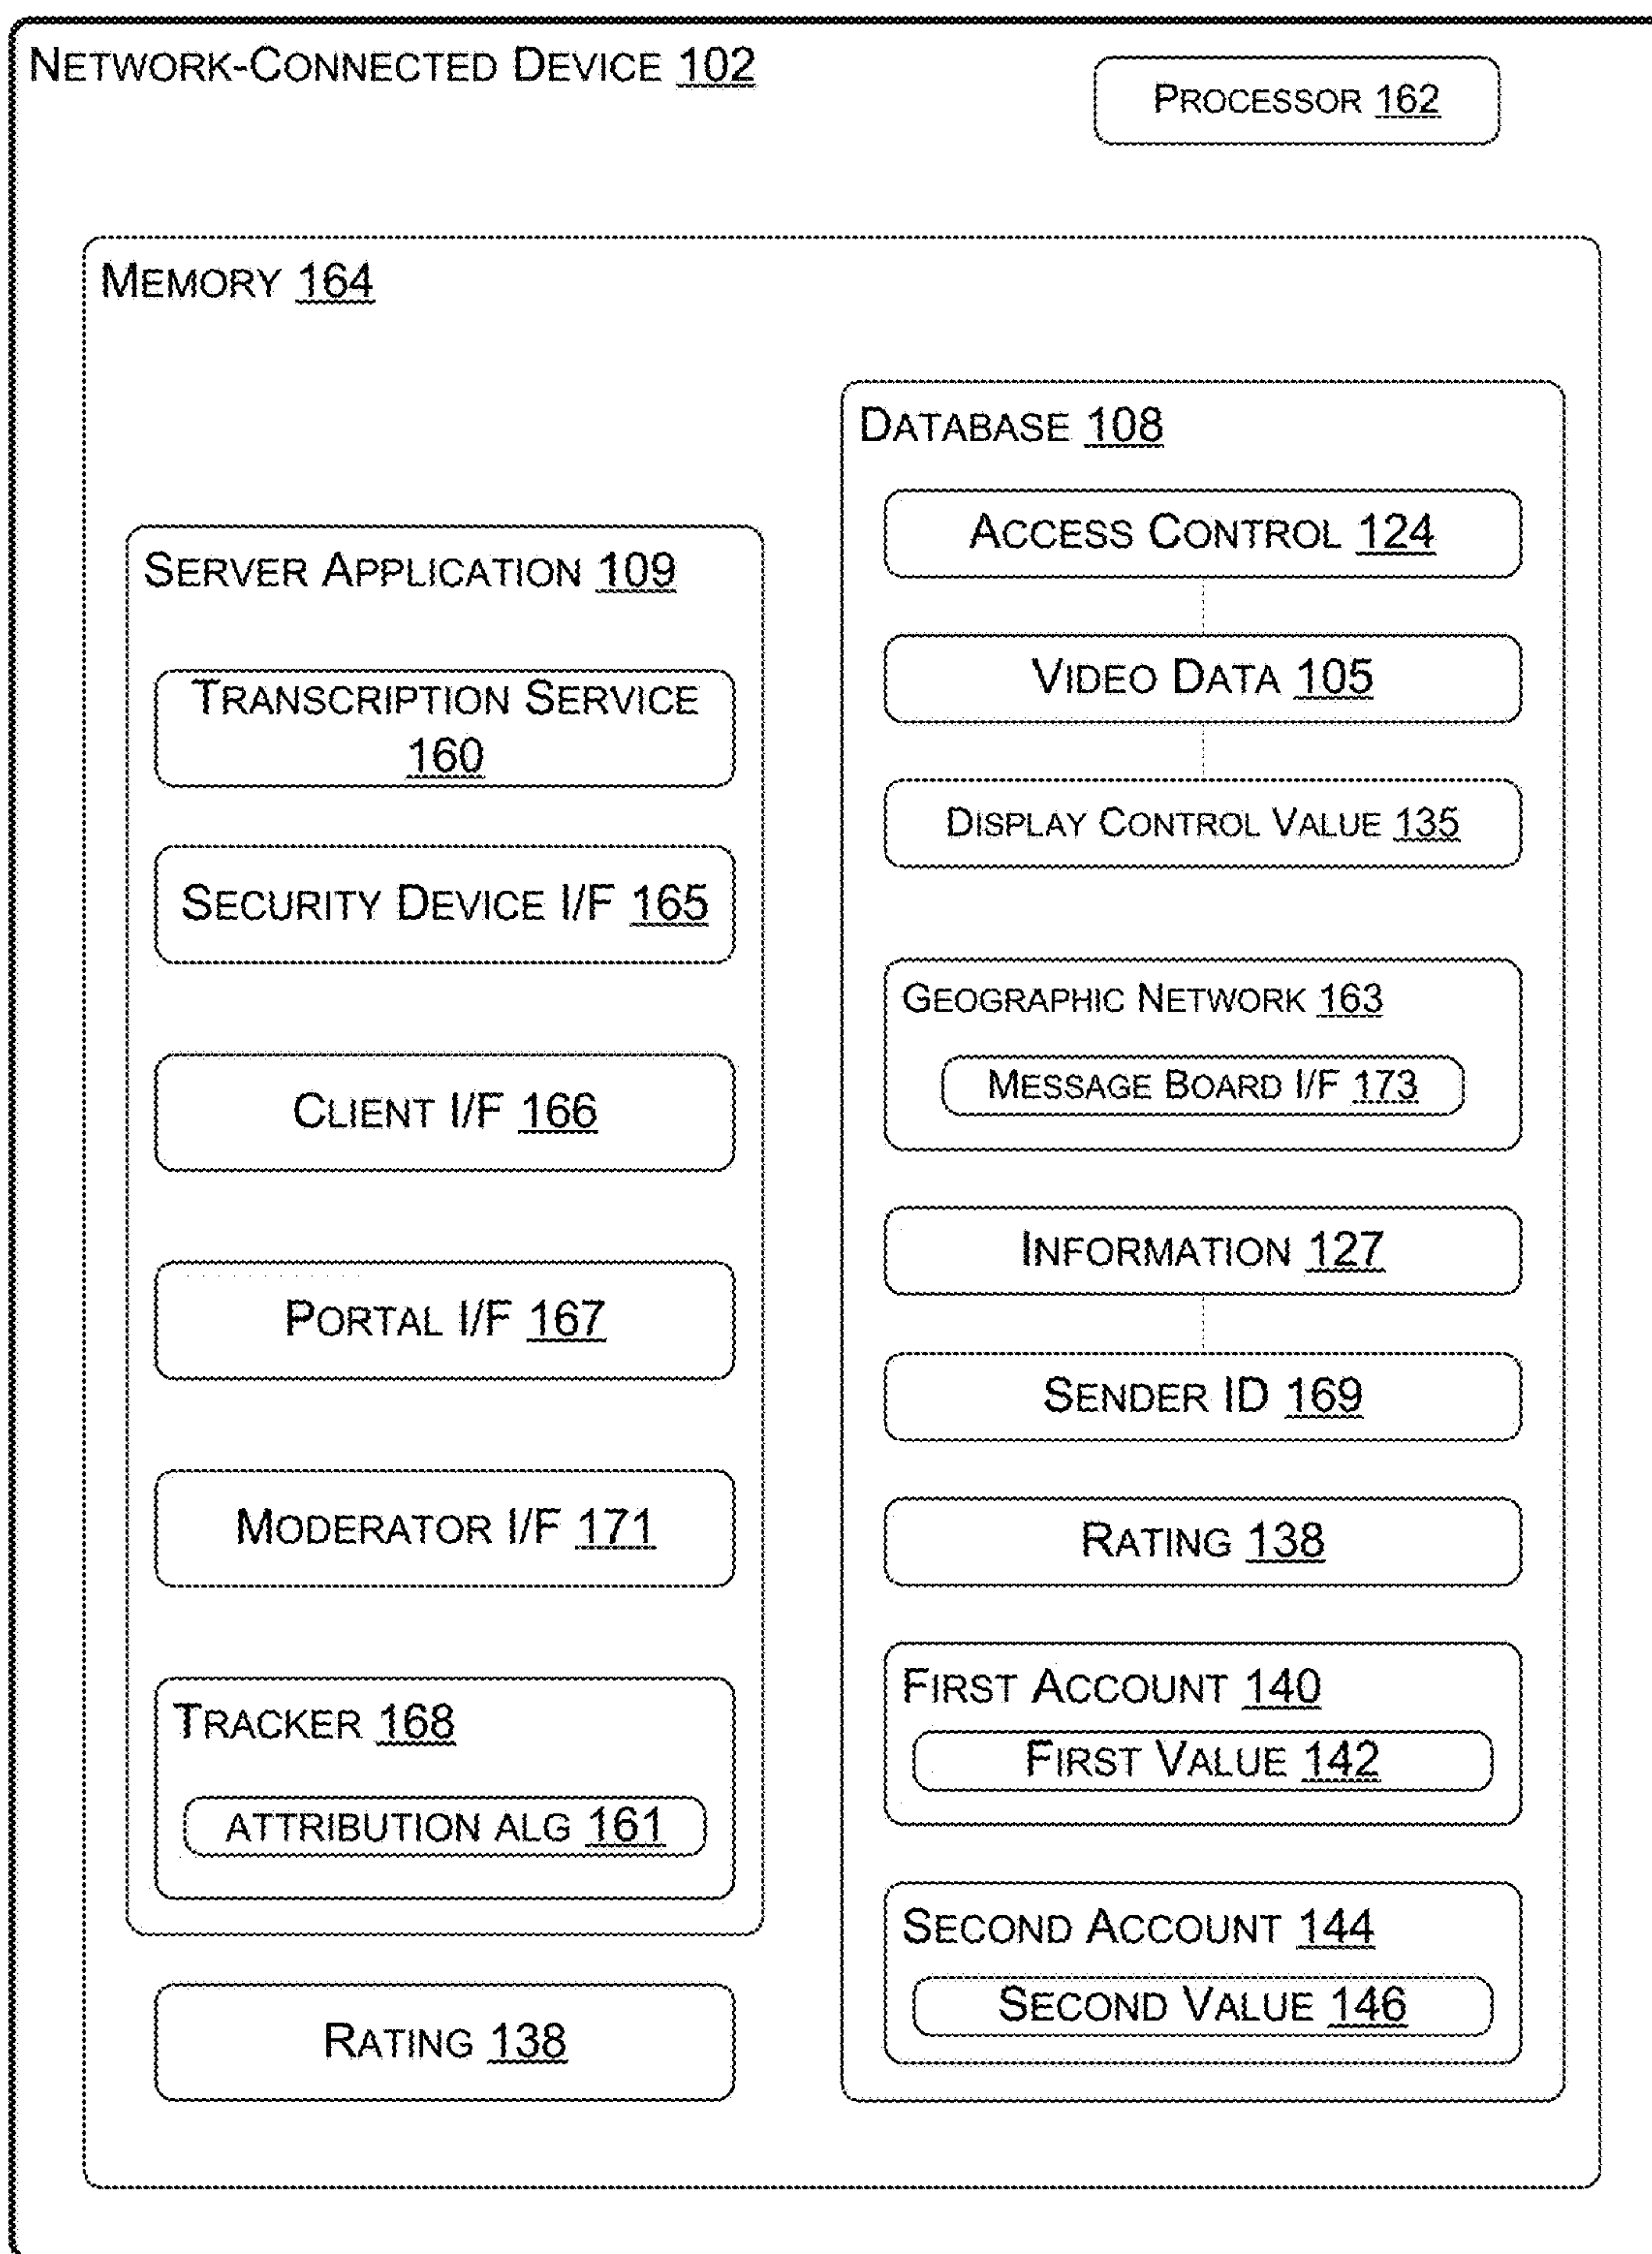 NETWORK-CONNECTED DEVICE 102
PROCESSOR 162
MEMORY 164
SERVER APPLICATION 109
TRANSCRIPTION SERVICE
160
SECURITY DEVICE I/F 165
CLIENT I/F 166
PORTAL I/F 167
MODERATOR I/F 171
TRACKER 168
ATTRIBUTION ALG 161
RATING 138
DATABASE 108
ACCESS CONTROL 124
VIDEO DATA 105
DISPLAY CONTROL VALUE 135
GEOGRAPHIC NETWORK 163
MESSAGE BOARD I/F 173
INFORMATION 127
SENDER ID 169
RATING 138
FIRST ACCOUNT 140
FIRST VALUE 142
SECOND ACCOUNT 144
SECOND VALUE 146